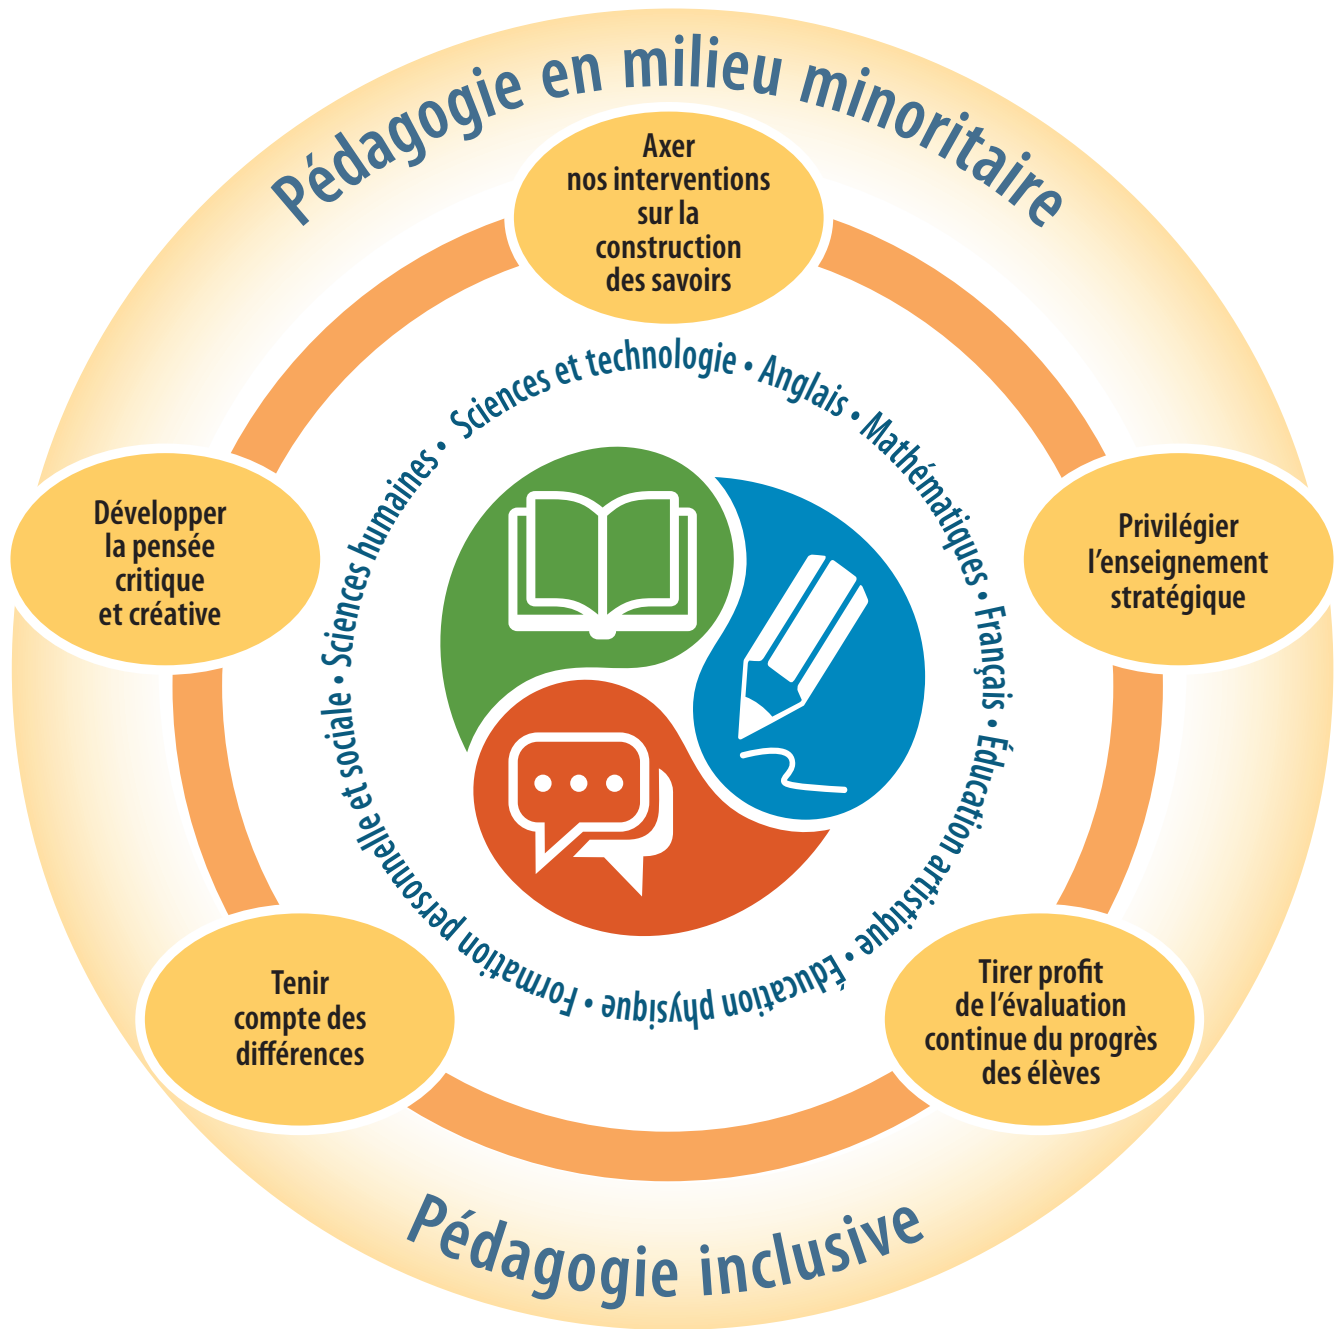 Pédagogie en milieu minoritaire
Axer
nos interventions
sur la
construction
des savoirs
Privilégier
l’enseignement
stratégique
Tirer profit
de l’évaluation
continue du progrès
des élèves
Tenir
compte des
différences
Développer
la pensée
critique
et créative
Sciences et technologie • Anglais • Mathématiques • Français • Éducation artistique • Éducation physique • Formation personnelle et sociale • Sciences humaines •
Pédagogie inclusive